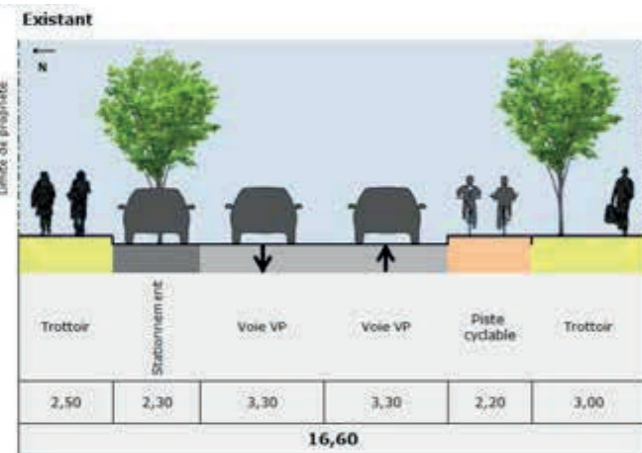 Existant
N
Limite de propriété
Trottoir
Stationnement
Voie VP
Voie VP
Piste
cyclable
Trottoir
2,50
2,30
3,30
3,30
2,20
3,00
16,60